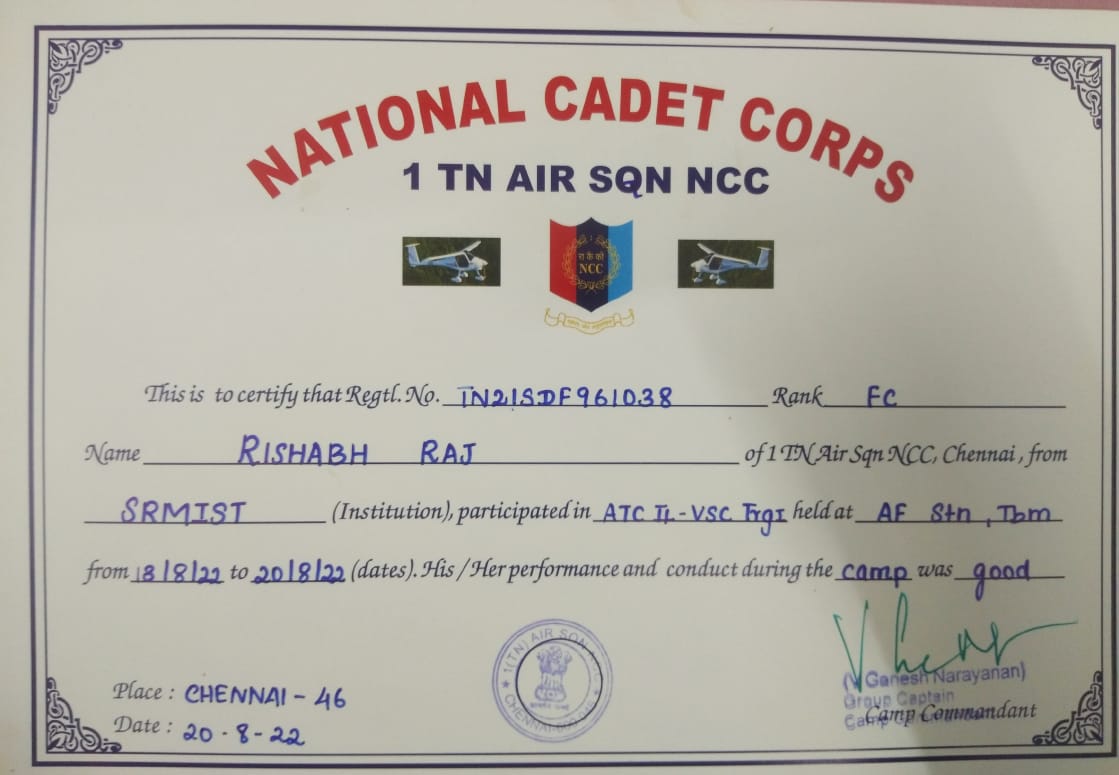 NATIONAL CADET CORPS
1 TN AIR SQN NCC
रा कै को
NCC
This is to certify that Regtl. No. TN21SDF961038 Rank FC
Name RISHABH RAJ of 1 TN Air Sqn NCC, Chennai, from
SRMIST (Institution), participated in ATC II - VSC Trg I held at AF Stn, Tbm
from 18/8/22 to 20/8/22 (dates). His / Her performance and conduct during the camp was good
1(TN) AIR SQN NCC
CHENNAI
(V Ganesh Narayanan)
Group Captain
Camp Commandant
Place : CHENNAI - 46
Date : 20-8-22